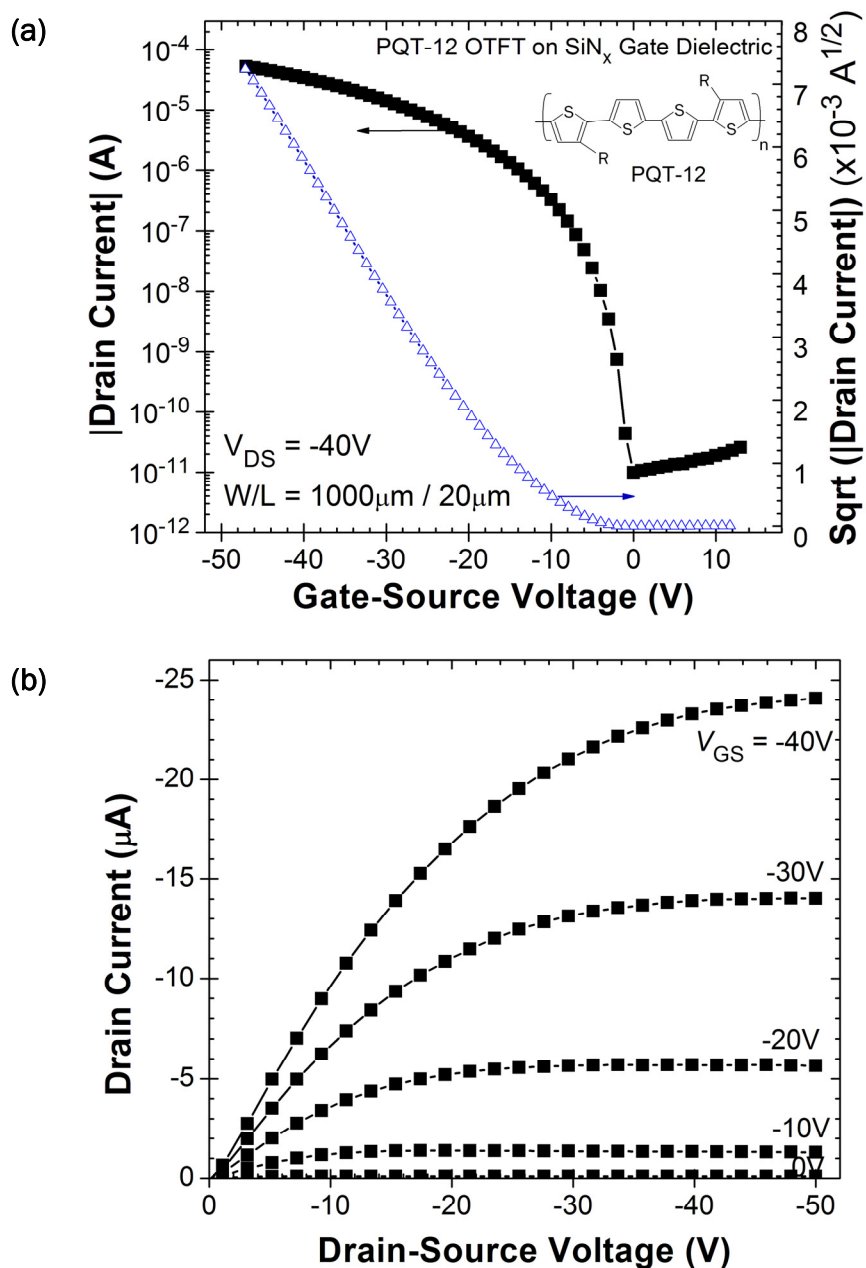 (a)
PQT-12 OTFT on SiNx Gate Dielectric
R
S
S
S
S
R
n
PQT-12
V_DS = -40V
W/L = 1000μm / 20μm
|Drain Current| (A)
10^-4
10^-5
10^-6
10^-7
10^-8
10^-9
10^-10
10^-11
10^-12
Sqrt (|Drain Current|) (x10^-3 A^1/2)
8
7
6
5
4
3
2
1
0
-50 -40 -30 -20 -10 0 10
Gate-Source Voltage (V)
(b)
Drain Current (μA)
-25
-20
-15
-10
-5
0
V_GS = -40V
-30V
-20V
-10V
0V
0 -10 -20 -30 -40 -50
Drain-Source Voltage (V)